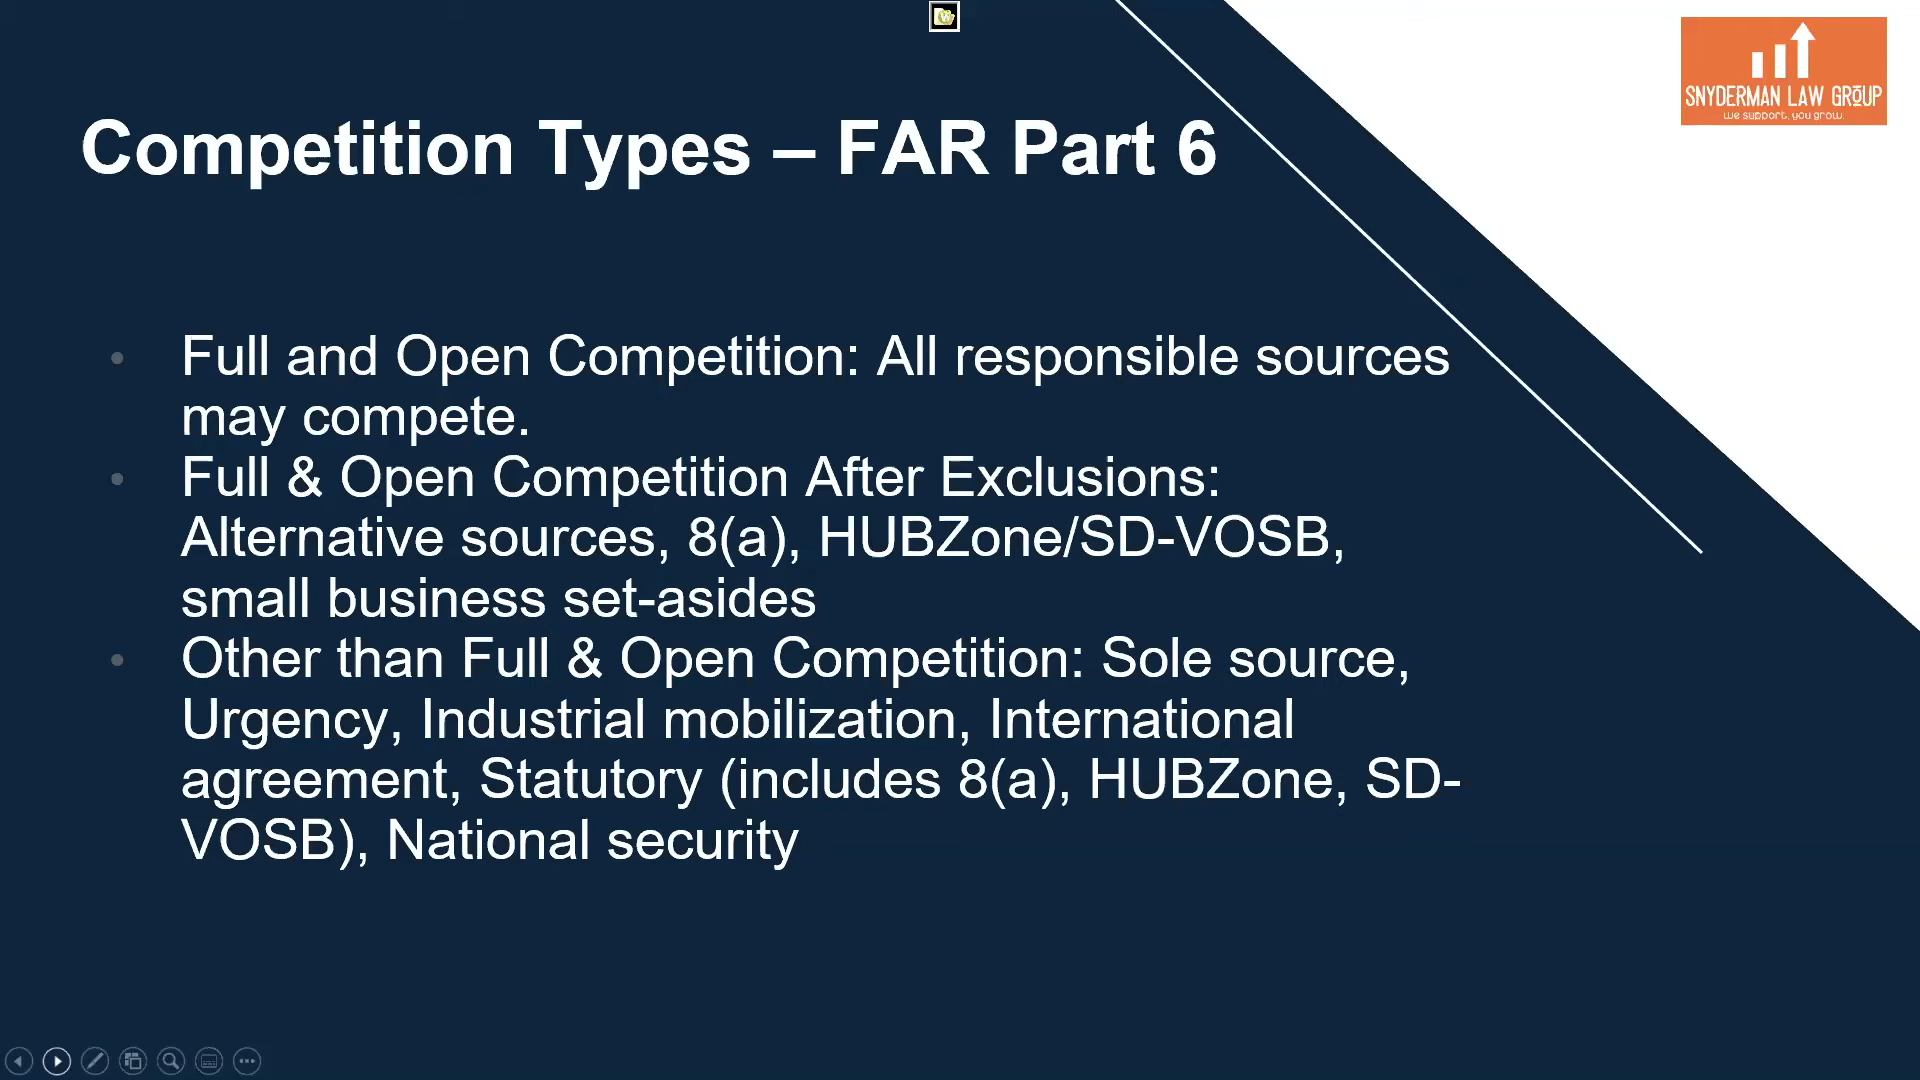 SNYDERMAN LAW GROUP
we support. you grow.
Competition Types – FAR Part 6
• Full and Open Competition: All responsible sources
may compete.
• Full & Open Competition After Exclusions:
Alternative sources, 8(a), HUBZone/SD-VOSB,
small business set-asides
• Other than Full & Open Competition: Sole source,
Urgency, Industrial mobilization, International
agreement, Statutory (includes 8(a), HUBZone, SD-
VOSB), National security